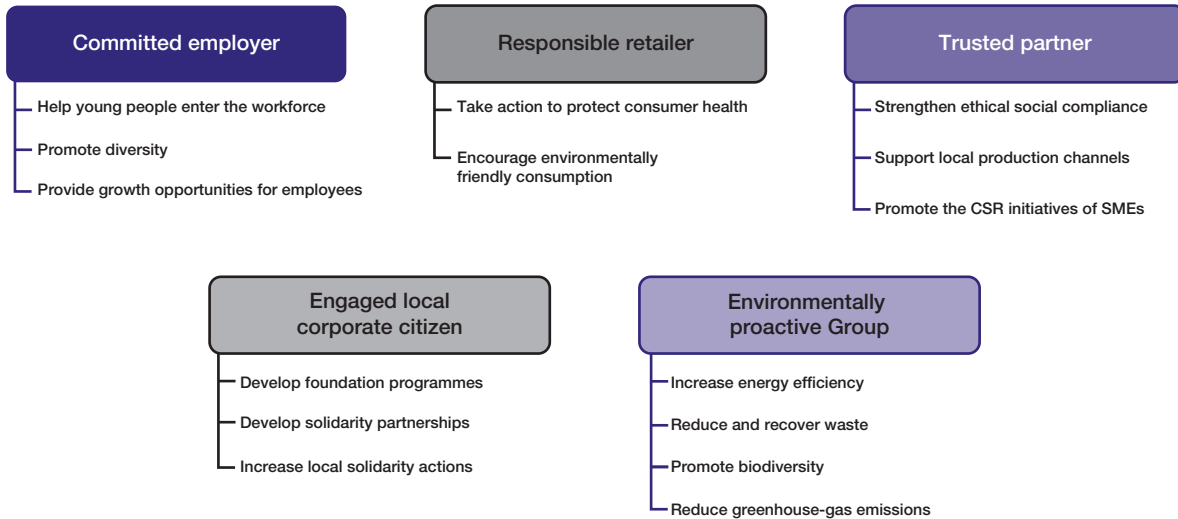 Committed employer
Help young people enter the workforce
Promote diversity
Provide growth opportunities for employees
Responsible retailer
Take action to protect consumer health
Encourage environmentally
friendly consumption
Trusted partner
Strengthen ethical social compliance
Support local production channels
Promote the CSR initiatives of SMEs
Engaged local
corporate citizen
Develop foundation programmes
Develop solidarity partnerships
Increase local solidarity actions
Environmentally
proactive Group
Increase energy efficiency
Reduce and recover waste
Promote biodiversity
Reduce greenhouse-gas emissions